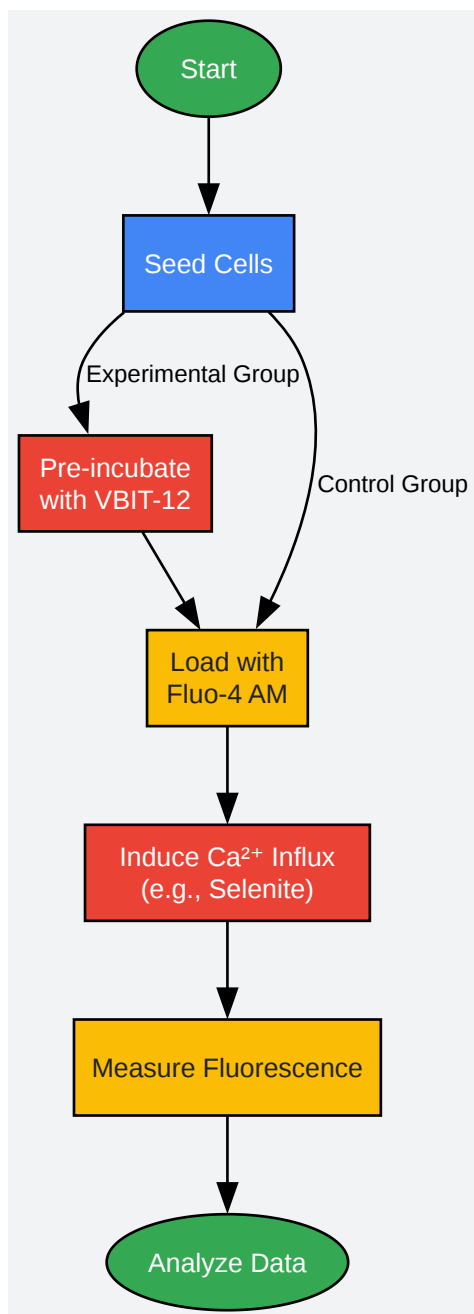 Start
Seed Cells
Experimental Group
Pre-incubate
with VBIT-12
Control Group
Load with
Fluo-4 AM
Induce Ca²⁺ Influx
(e.g., Selenite)
Measure Fluorescence
Analyze Data